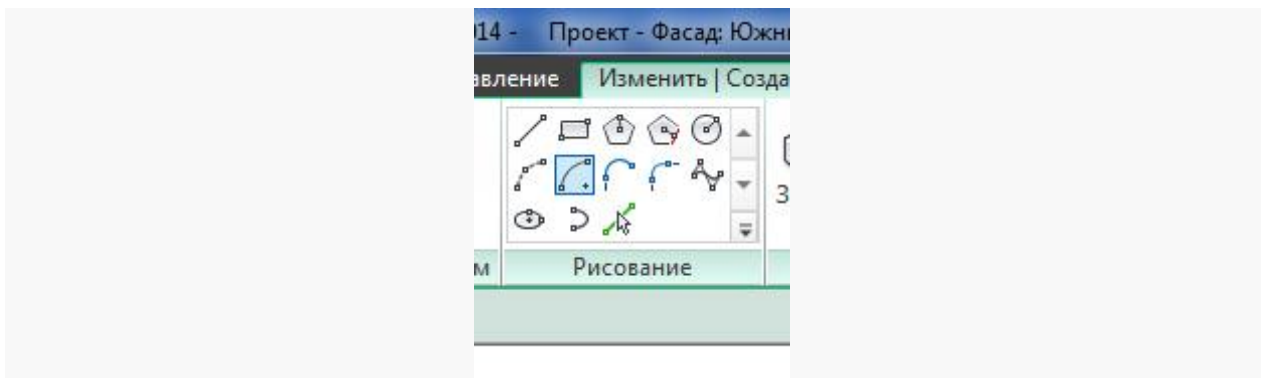 014 - Проект - Фасад: Южн
авление Изменить | Созда
З
м Рисование